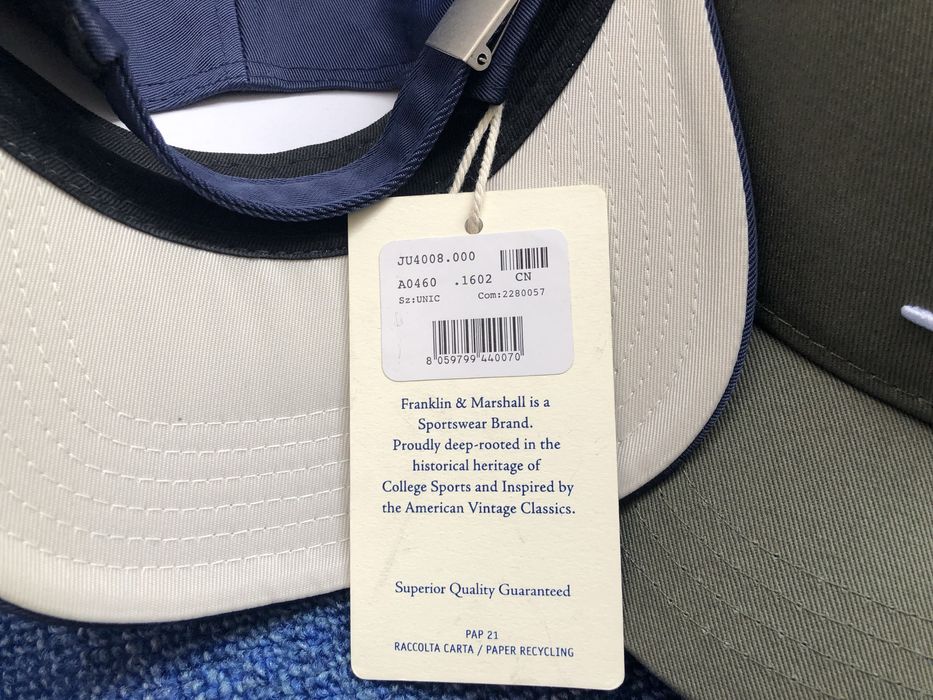 JU4008.000
A0460 .1602 CN
Sz:UNIC Com:2280057
8 059799 440070
Franklin & Marshall is a
Sportswear Brand.
Proudly deep-rooted in the
historical heritage of
College Sports and Inspired by
the American Vintage Classics.
Superior Quality Guaranteed
PAP 21
RACCOLTA CARTA / PAPER RECYCLING